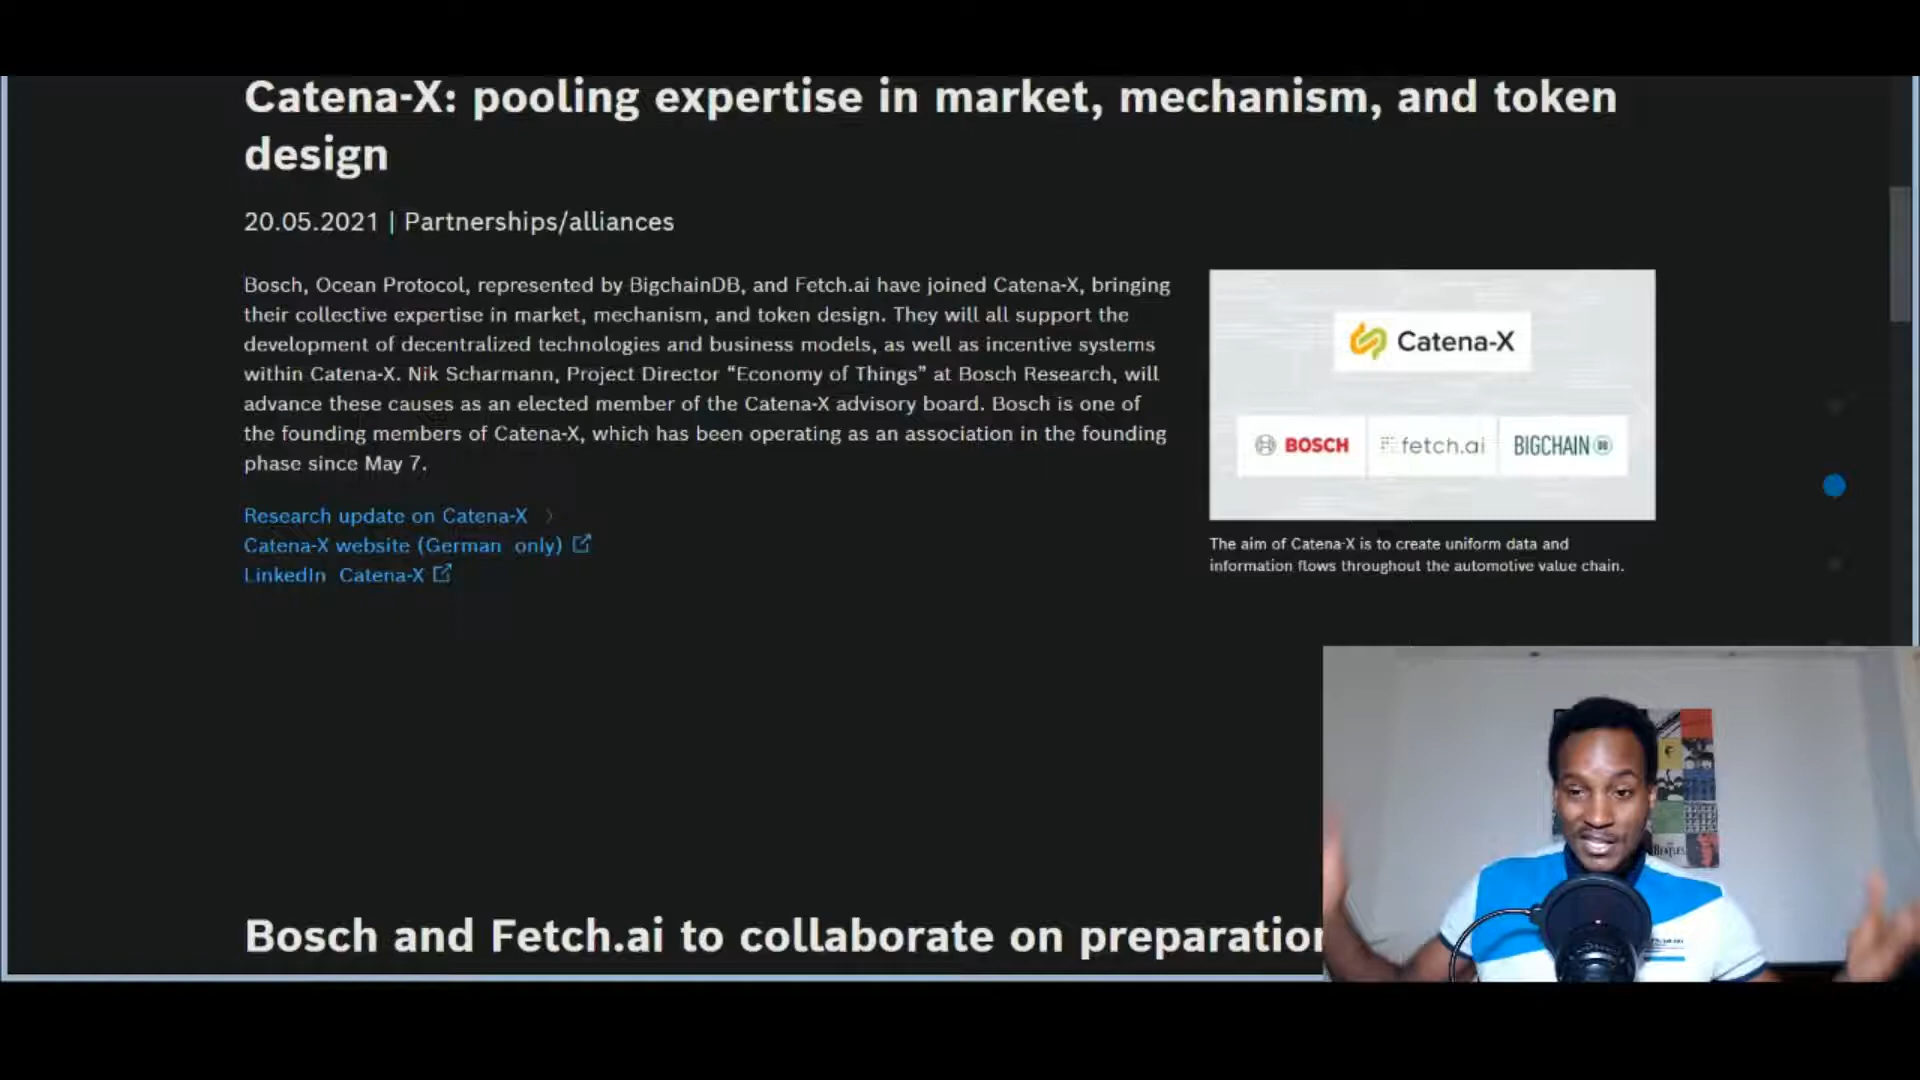 Catena-X: pooling expertise in market, mechanism, and token
design
20.05.2021 | Partnerships/alliances
Bosch, Ocean Protocol, represented by BigchainDB, and Fetch.ai have joined Catena-X, bringing
their collective expertise in market, mechanism, and token design. They will all support the
development of decentralized technologies and business models, as well as incentive systems
within Catena-X. Nik Scharmann, Project Director “Economy of Things” at Bosch Research, will
advance these causes as an elected member of the Catena-X advisory board. Bosch is one of
the founding members of Catena-X, which has been operating as an association in the founding
phase since May 7.
Research update on Catena-X
Catena-X website (German only)
LinkedIn Catena-X
Catena-X
BOSCH
fetch.ai
BIGCHAIN DB
The aim of Catena-X is to create uniform data and
information flows throughout the automotive value chain.
Bosch and Fetch.ai to collaborate on preparation
BEATLES